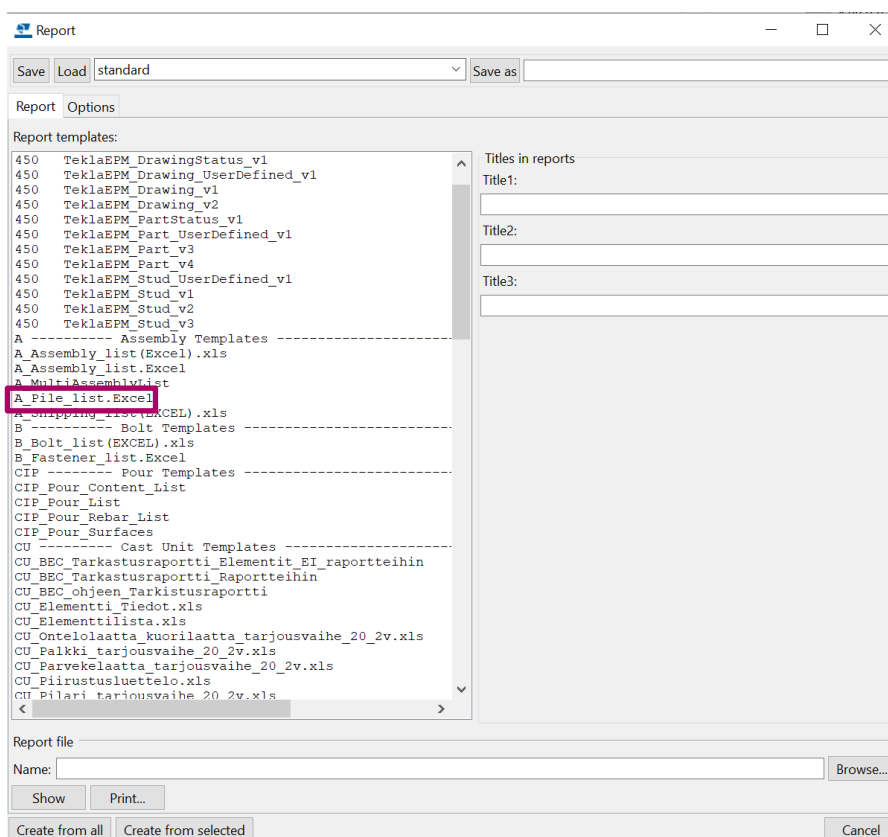 Report
Save Load standard Save as
Report Options
Report templates:
450 TeklaEPM_DrawingStatus_v1
450 TeklaEPM_Drawing_UserDefined_v1
450 TeklaEPM_Drawing_v1
450 TeklaEPM_Drawing_v2
450 TeklaEPM_PartStatus_v1
450 TeklaEPM_Part_UserDefined_v1
450 TeklaEPM_Part_v3
450 TeklaEPM_Part_v4
450 TeklaEPM_Stud_UserDefined_v1
450 TeklaEPM_Stud_v1
450 TeklaEPM_Stud_v2
450 TeklaEPM_Stud_v3
A ---------- Assembly Templates ----------------------
A_Assembly_list(Excel).xls
A_Assembly_list.Excel
A_MultiAssemblyList
A_Pile_list.Excel
A_Shipping_list(EXCEL).xls
B ---------- Bolt Templates --------------------------
B_Bolt_list(EXCEL).xls
B_Fastener_list.Excel
CIP -------- Pour Templates --------------------------
CIP_Pour_Content_List
CIP_Pour_List
CIP_Pour_Rebar_List
CIP_Pour_Surfaces
CU --------- Cast Unit Templates ---------------------
CU_BEC_Tarkastusraportti_Elementit_EI_raportteihin
CU_BEC_Tarkastusraportti_Raportteihin
CU_BEC_ohjeen_Tarkistusraportti
CU_Elementti_Tiedot.xls
CU_Elementtilista.xls
CU_Ontelolaatta_kuorilaatta_tarjousvaihe_20_2v.xls
CU_Palkki_tarjousvaihe_20_2v.xls
CU_Parvekelaatta_tarjousvaihe_20_2v.xls
CU_Piirustusluettelo.xls
CU_Pilari_tarjousvaihe_20_2v.xls
Titles in reports
Title1:
Title2:
Title3:
Report file
Name: Browse...
Show Print...
Create from all Create from selected Cancel